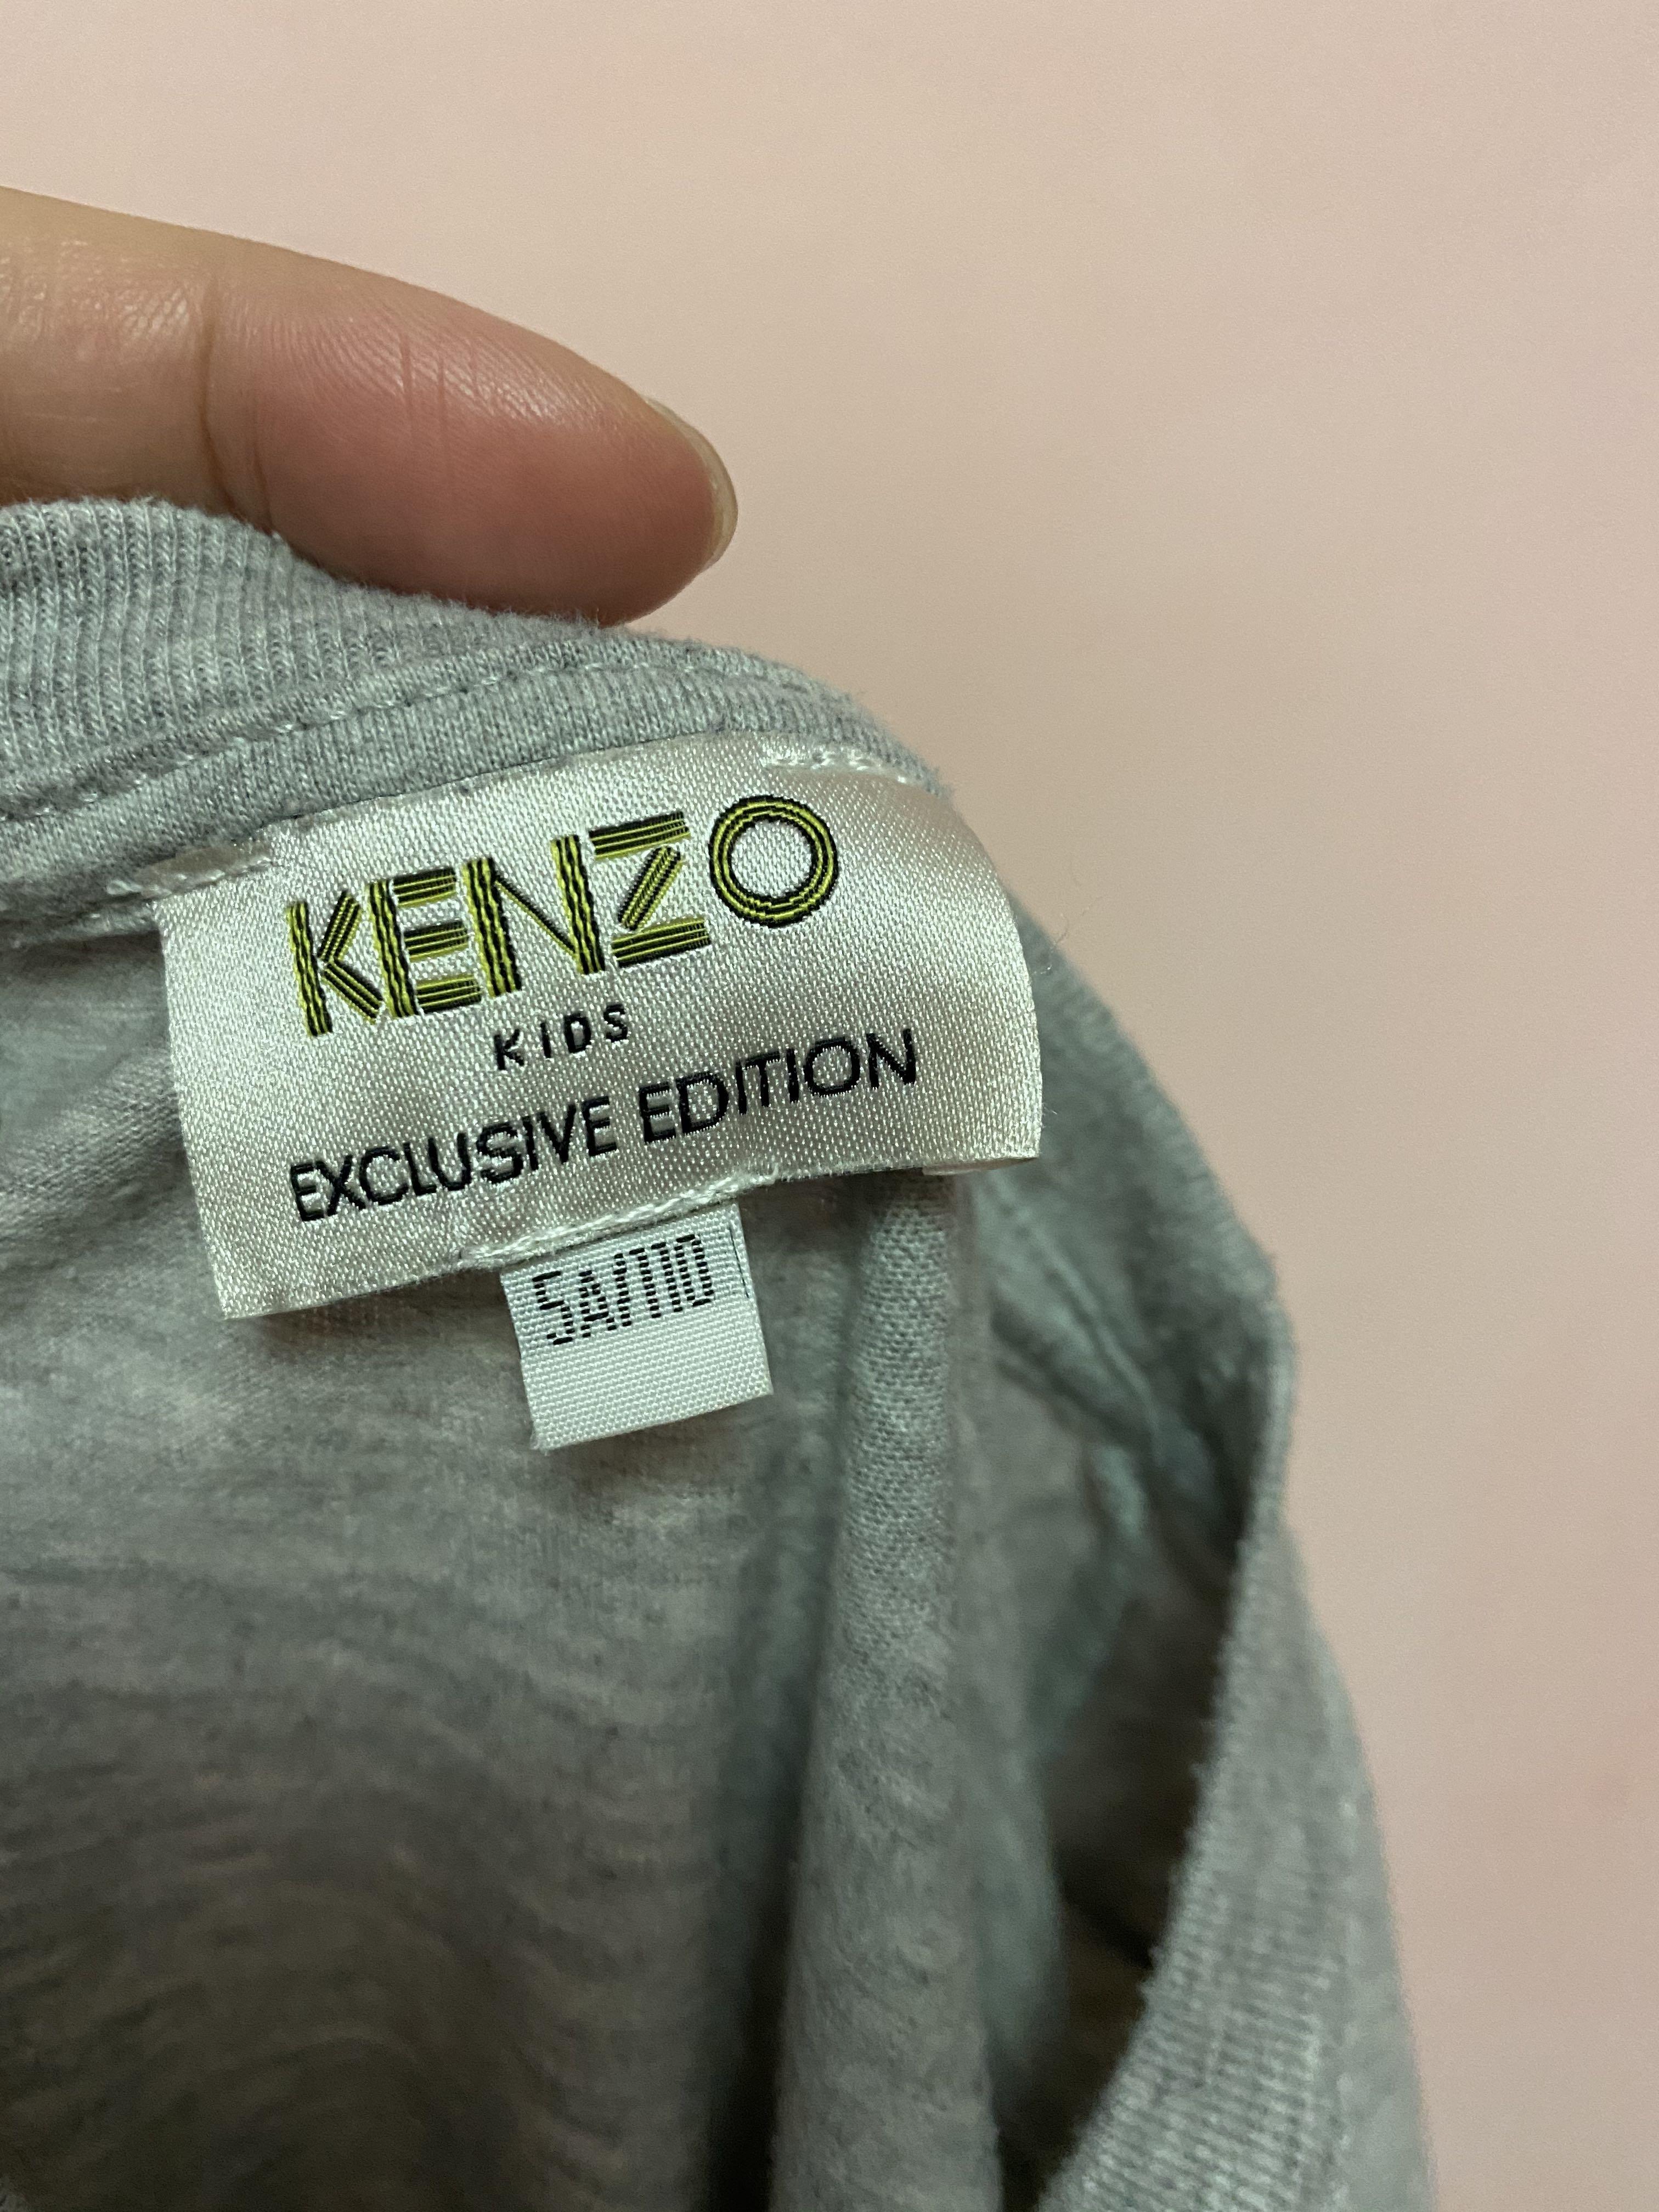 KENZO
KIDS
EXCLUSIVE EDITION
5A/110